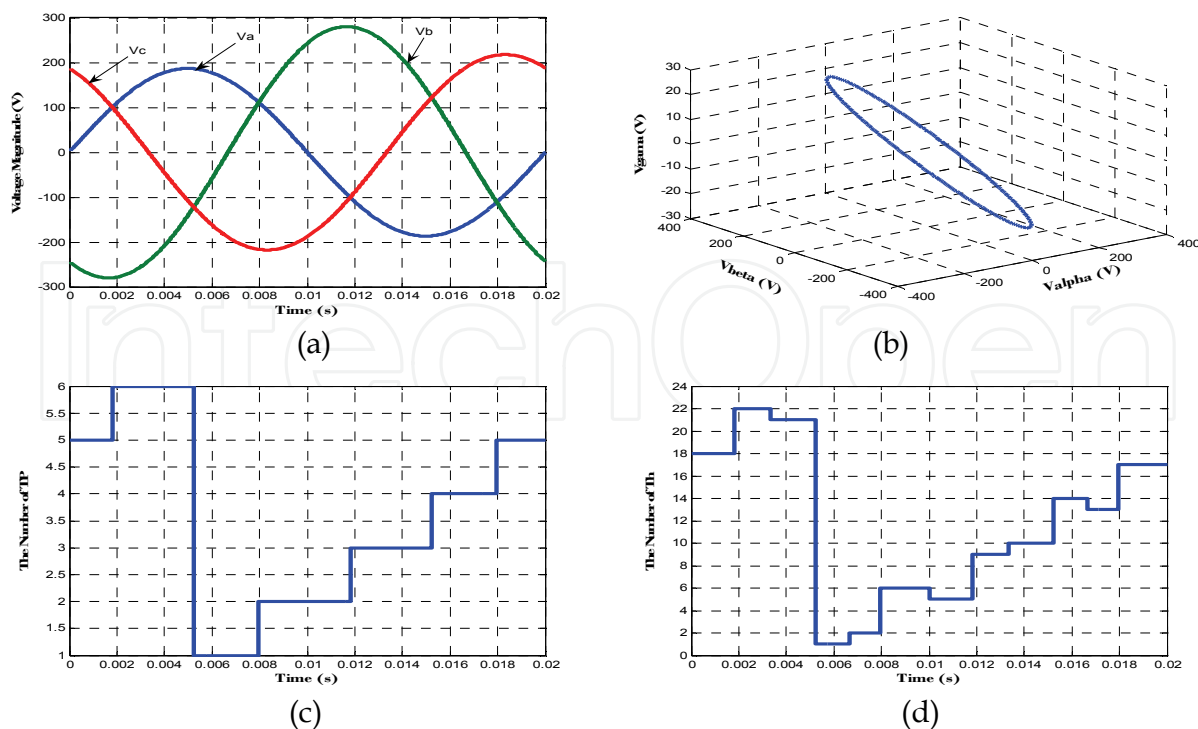 300
200
100
0
-100
-200
-300
Voltage Magnitude (V)
Vc
Va
Vb
0 0.002 0.004 0.006 0.008 0.01 0.012 0.014 0.016 0.018 0.02
Time (s)
(a)
30
20
10
0
-10
-20
-30
Vgama (V)
400
200
0
-200
-400
Vbeta (V)
-400
-200
0
200
400
Valpha (V)
(b)
6
5.5
5
4.5
4
3.5
3
2.5
2
1.5
1
The Number of TP
0 0.002 0.004 0.006 0.008 0.01 0.012 0.014 0.016 0.018 0.02
Time (s)
(c)
24
22
20
18
16
14
12
10
8
6
4
2
0
The Number of Th
0 0.002 0.004 0.006 0.008 0.01 0.012 0.014 0.016 0.018 0.02
Time (s)
(d)
IntechOpen